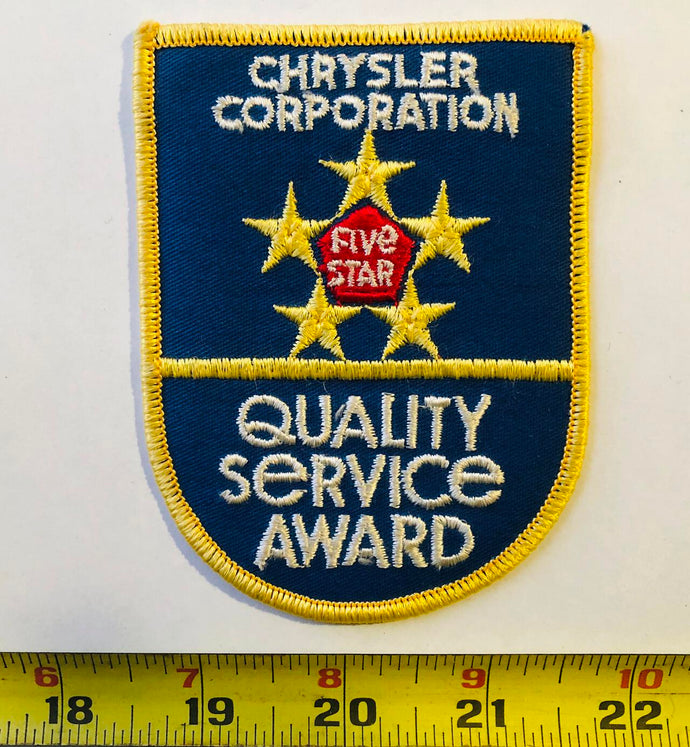 CHRYSLER
CORPORATION
FIVe
STAR
QUALITY
SeRVICe
AWARD
6 7 8 9 10
18 19 20 21 22